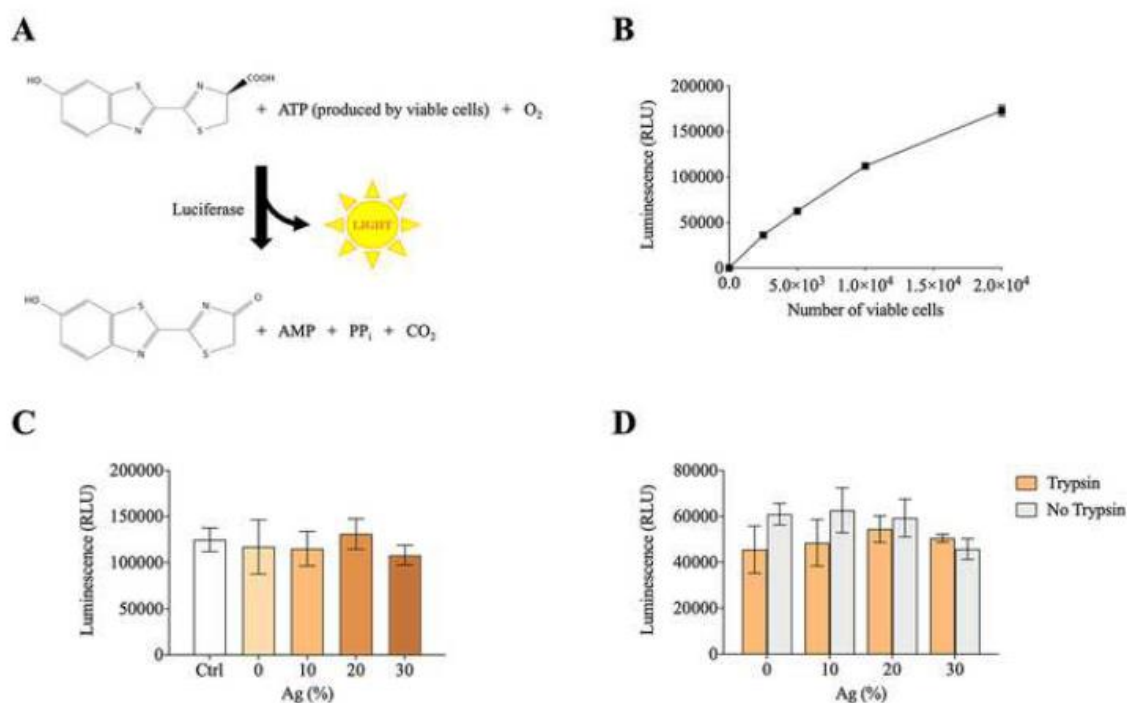 A
HO
S
N
N
S
COOH
+ ATP (produced by viable cells) + O2
Luciferase
LIGHT
HO
S
N
N
S
O
+ AMP + PPi + CO2
B
Luminescence (RLU)
200000
150000
100000
50000
0
0.0
5.0×10³
1.0×10⁴
1.5×10⁴
2.0×10⁴
Number of viable cells
C
Luminescence (RLU)
200000
150000
100000
50000
0
Ctrl
0
10
20
30
Ag (%)
D
Luminescence (RLU)
80000
60000
40000
20000
0
0
10
20
30
Ag (%)
Trypsin
No Trypsin